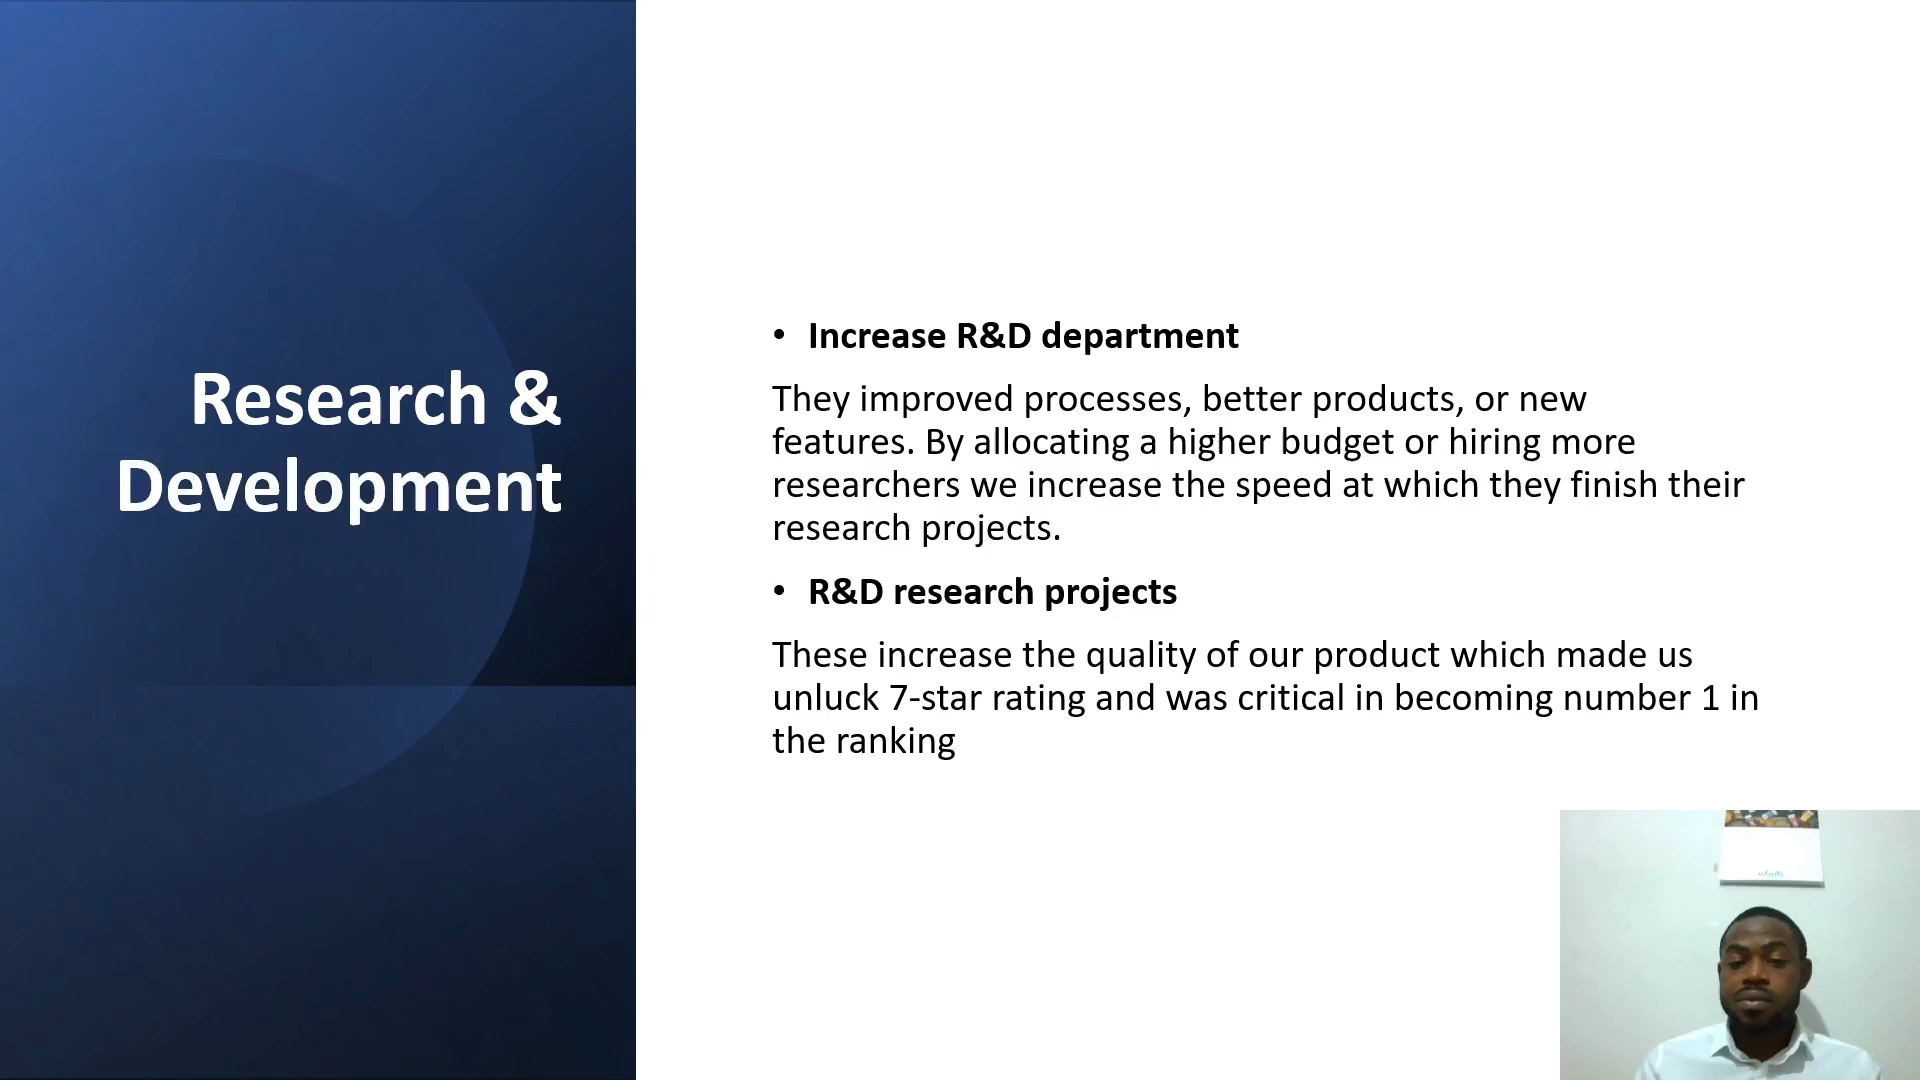 Research &
Development
• Increase R&D department
They improved processes, better products, or new
features. By allocating a higher budget or hiring more
researchers we increase the speed at which they finish their
research projects.
• R&D research projects
These increase the quality of our product which made us
unluck 7-star rating and was critical in becoming number 1 in
the ranking